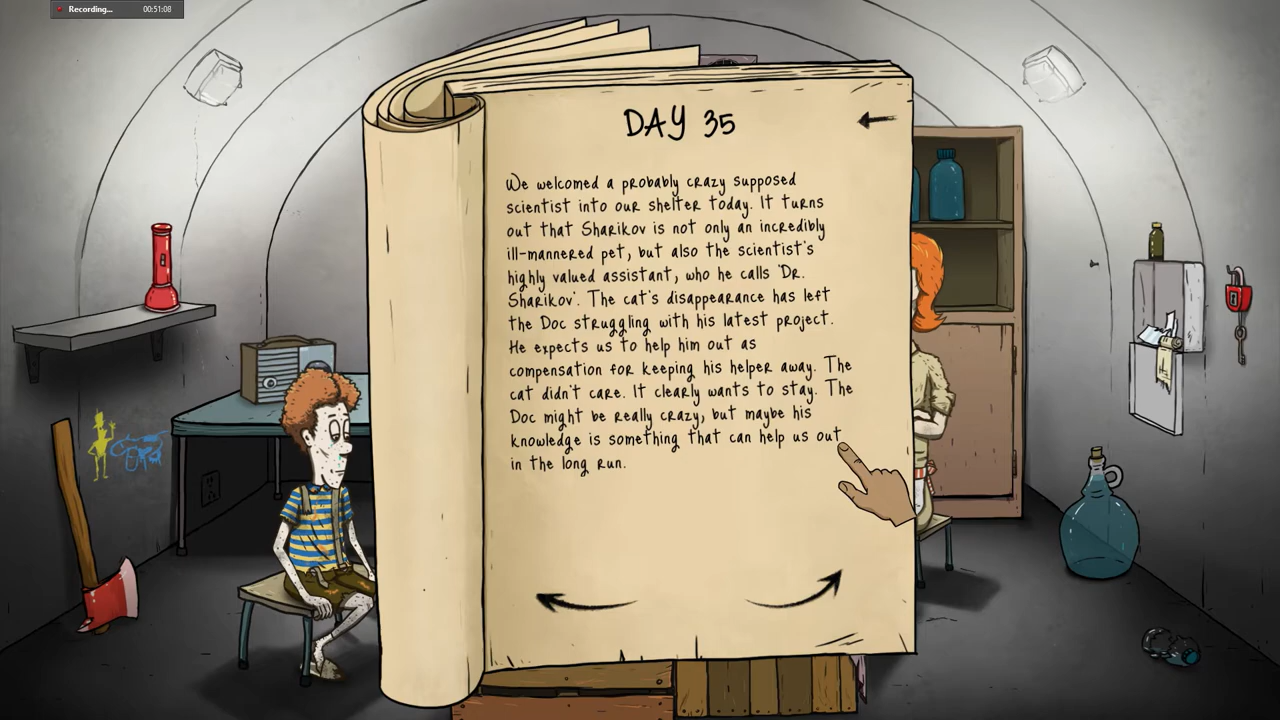 Recording... 00:51:08
DAY 35
We welcomed a probably crazy supposed
scientist into our shelter today. It turns
out that Sharikov is not only an incredibly
ill-mannered pet, but also the scientist's
highly valued assistant, who he calls 'Dr.
Sharikov'. The cat's disappearance has left
the Doc struggling with his latest project.
He expects us to help him out as
compensation for keeping his helper away. The
cat didn't care. It clearly wants to stay. The
Doc might be really crazy, but maybe his
knowledge is something that can help us out
in the long run.